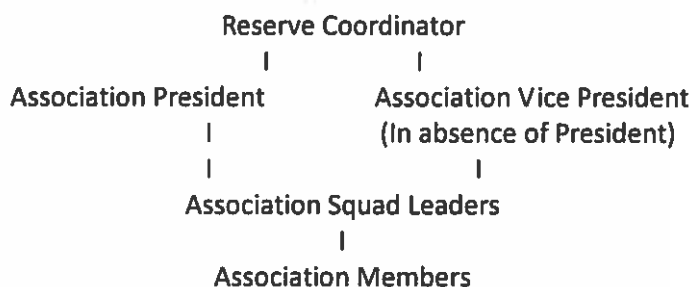 Reserve Coordinator
Association President Association Vice President
(In absence of President)
Association Squad Leaders
Association Members